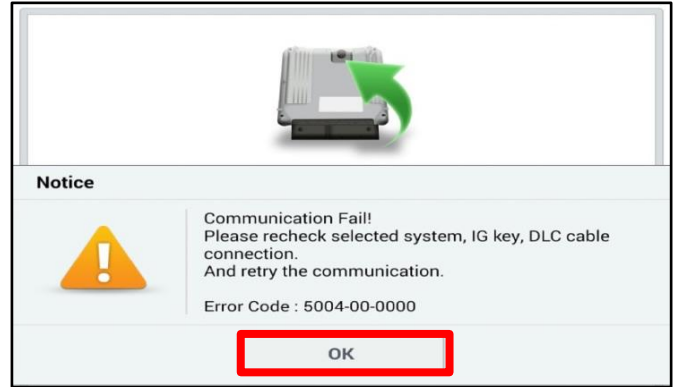 Notice
Communication Fail!
Please recheck selected system, IG key, DLC cable
connection.
And retry the communication.
Error Code : 5004-00-0000
OK